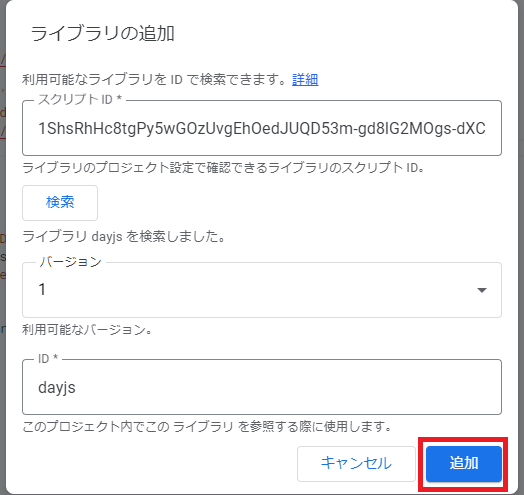 ライブラリの追加
利用可能なライブラリを ID で検索できます。詳細
スクリプト ID *
1ShsRhHc8tgPy5wGOzUvgEhOedJUQD53m-gd8lG2MOgs-dXC
ライブラリのプロジェクト設定で確認できるライブラリのスクリプト ID。
検索
ライブラリ dayjs を検索しました。
バージョン
1
利用可能なバージョン。
ID *
dayjs
このプロジェクト内でこの ライブラリ を参照する際に使用します。
キャンセル 追加